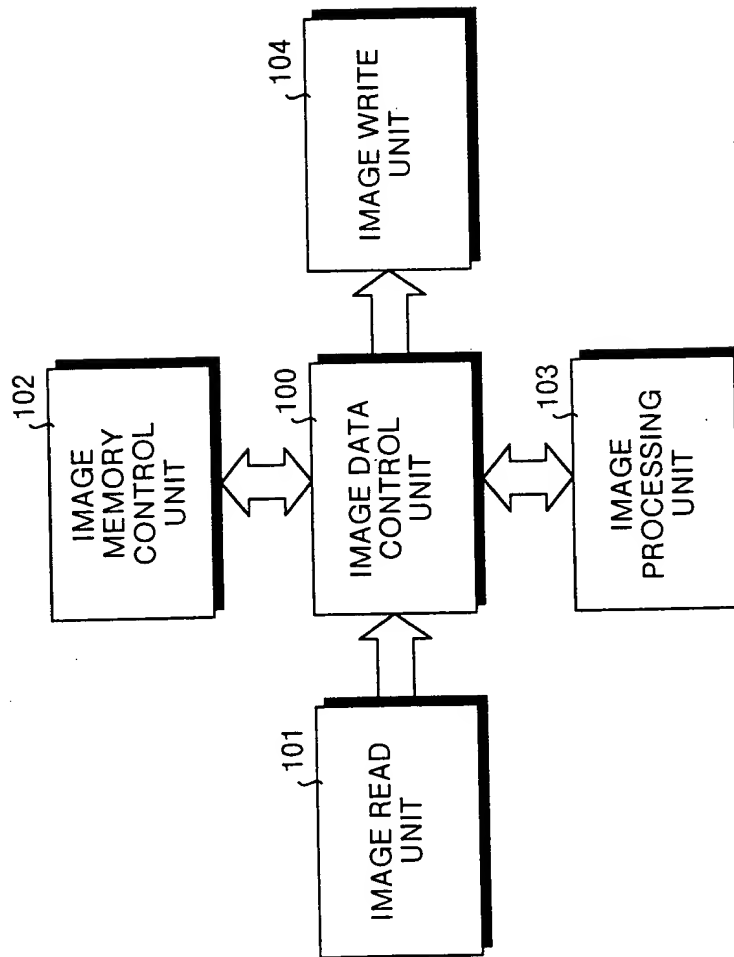 102
IMAGE
MEMORY
CONTROL
UNIT
101
IMAGE READ
UNIT
100
IMAGE DATA
CONTROL
UNIT
104
IMAGE WRITE
UNIT
103
IMAGE
PROCESSING
UNIT